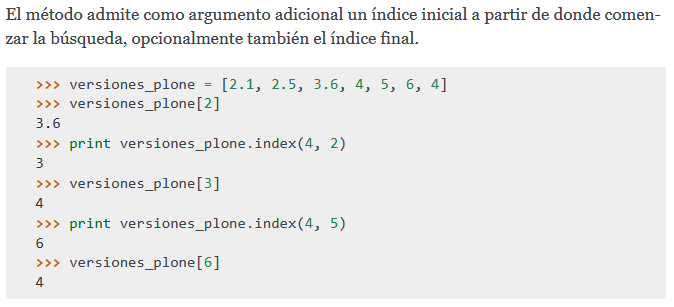 El método admite como argumento adicional un índice inicial a partir de donde comen-
zar la búsqueda, opcionalmente también el índice final.
>>> versiones_plone = [2.1, 2.5, 3.6, 4, 5, 6, 4]
>>> versiones_plone[2]
3.6
>>> print versiones_plone.index(4, 2)
3
>>> versiones_plone[3]
4
>>> print versiones_plone.index(4, 5)
6
>>> versiones_plone[6]
4